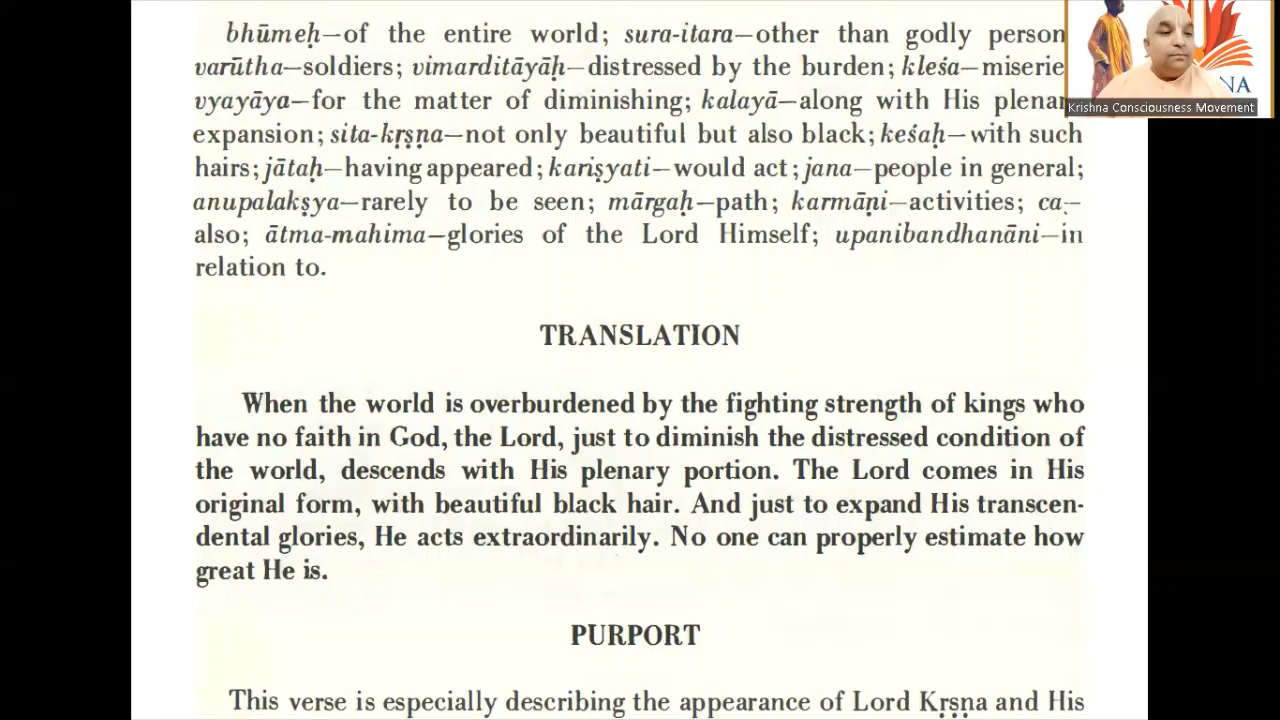 bhūmeḥ—of the entire world; sura-itara—other than godly person
varūtha—soldiers; vimarditāyāḥ—distressed by the burden; kleśa—miserie
vyayāya—for the matter of diminishing; kalayā—along with His plenar
expansion; sita-kṛṣṇa—not only beautiful but also black; keśaḥ—with such
hairs; jātaḥ—having appeared; kariṣyati—would act; jana—people in general;
anupalakṣya—rarely to be seen; mārgaḥ—path; karmāṇi—activities; ca—
also; ātma-mahima—glories of the Lord Himself; upanibandhanāni—in
relation to.
TRANSLATION
When the world is overburdened by the fighting strength of kings who
have no faith in God, the Lord, just to diminish the distressed condition of
the world, descends with His plenary portion. The Lord comes in His
original form, with beautiful black hair. And just to expand His transcen-
dental glories, He acts extraordinarily. No one can properly estimate how
great He is.
PURPORT
This verse is especially describing the appearance of Lord Kṛṣṇa and His
NA
Krishna Consciousness Movement